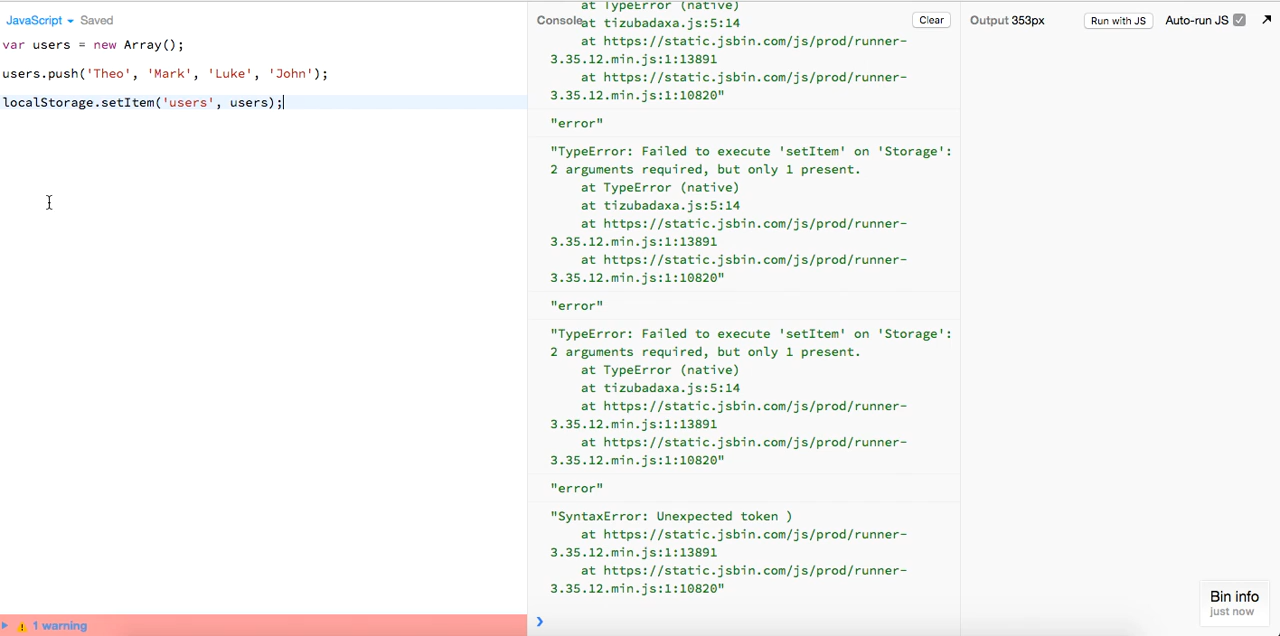 JavaScript Saved
var users = new Array();
users.push('Theo', 'Mark', 'Luke', 'John');
localStorage.setItem('users', users);
1 warning
Console
Clear
at TypeError (native)
at tizubadaxa.js:5:14
at https://static.jsbin.com/js/prod/runner-
3.35.12.min.js:1:13891
at https://static.jsbin.com/js/prod/runner-
3.35.12.min.js:1:10820"
"error"
"TypeError: Failed to execute 'setItem' on 'Storage':
2 arguments required, but only 1 present.
at TypeError (native)
at tizubadaxa.js:5:14
at https://static.jsbin.com/js/prod/runner-
3.35.12.min.js:1:13891
at https://static.jsbin.com/js/prod/runner-
3.35.12.min.js:1:10820"
"error"
"TypeError: Failed to execute 'setItem' on 'Storage':
2 arguments required, but only 1 present.
at TypeError (native)
at tizubadaxa.js:5:14
at https://static.jsbin.com/js/prod/runner-
3.35.12.min.js:1:13891
at https://static.jsbin.com/js/prod/runner-
3.35.12.min.js:1:10820"
"error"
"SyntaxError: Unexpected token )
at https://static.jsbin.com/js/prod/runner-
3.35.12.min.js:1:13891
at https://static.jsbin.com/js/prod/runner-
3.35.12.min.js:1:10820"
Output 353px
Run with JS
Auto-run JS
Bin info
just now